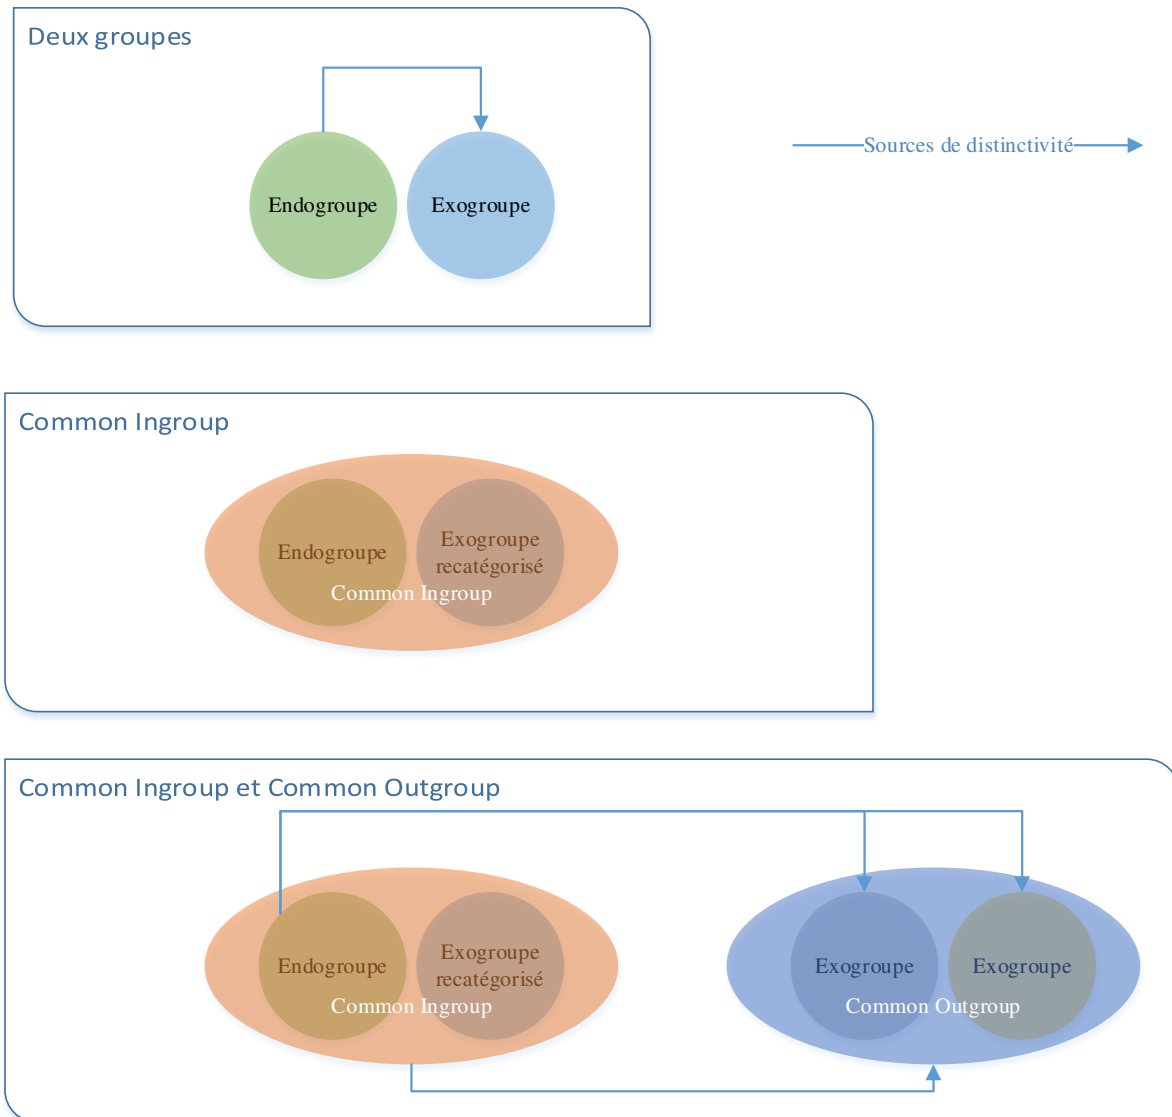 Deux groupes
Endogroupe
Exogroupe
Sources de distinctivité
Common Ingroup
Endogroupe
Exogroupe
recatégorisé
Common Ingroup
Common Ingroup et Common Outgroup
Endogroupe
Exogroupe
recatégorisé
Common Ingroup
Exogroupe
Exogroupe
Common Outgroup